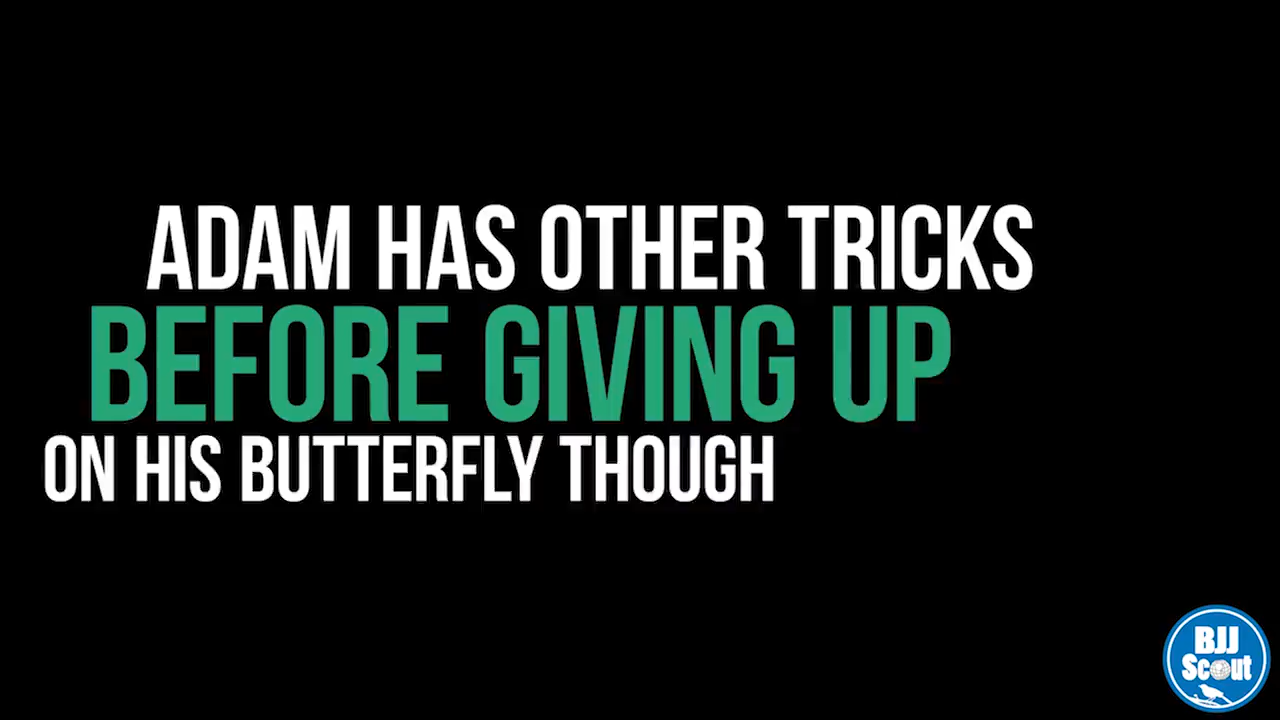 ADAM HAS OTHER TRICKS
BEFORE GIVING UP
ON HIS BUTTERFLY THOUGH
BJJ
Scout